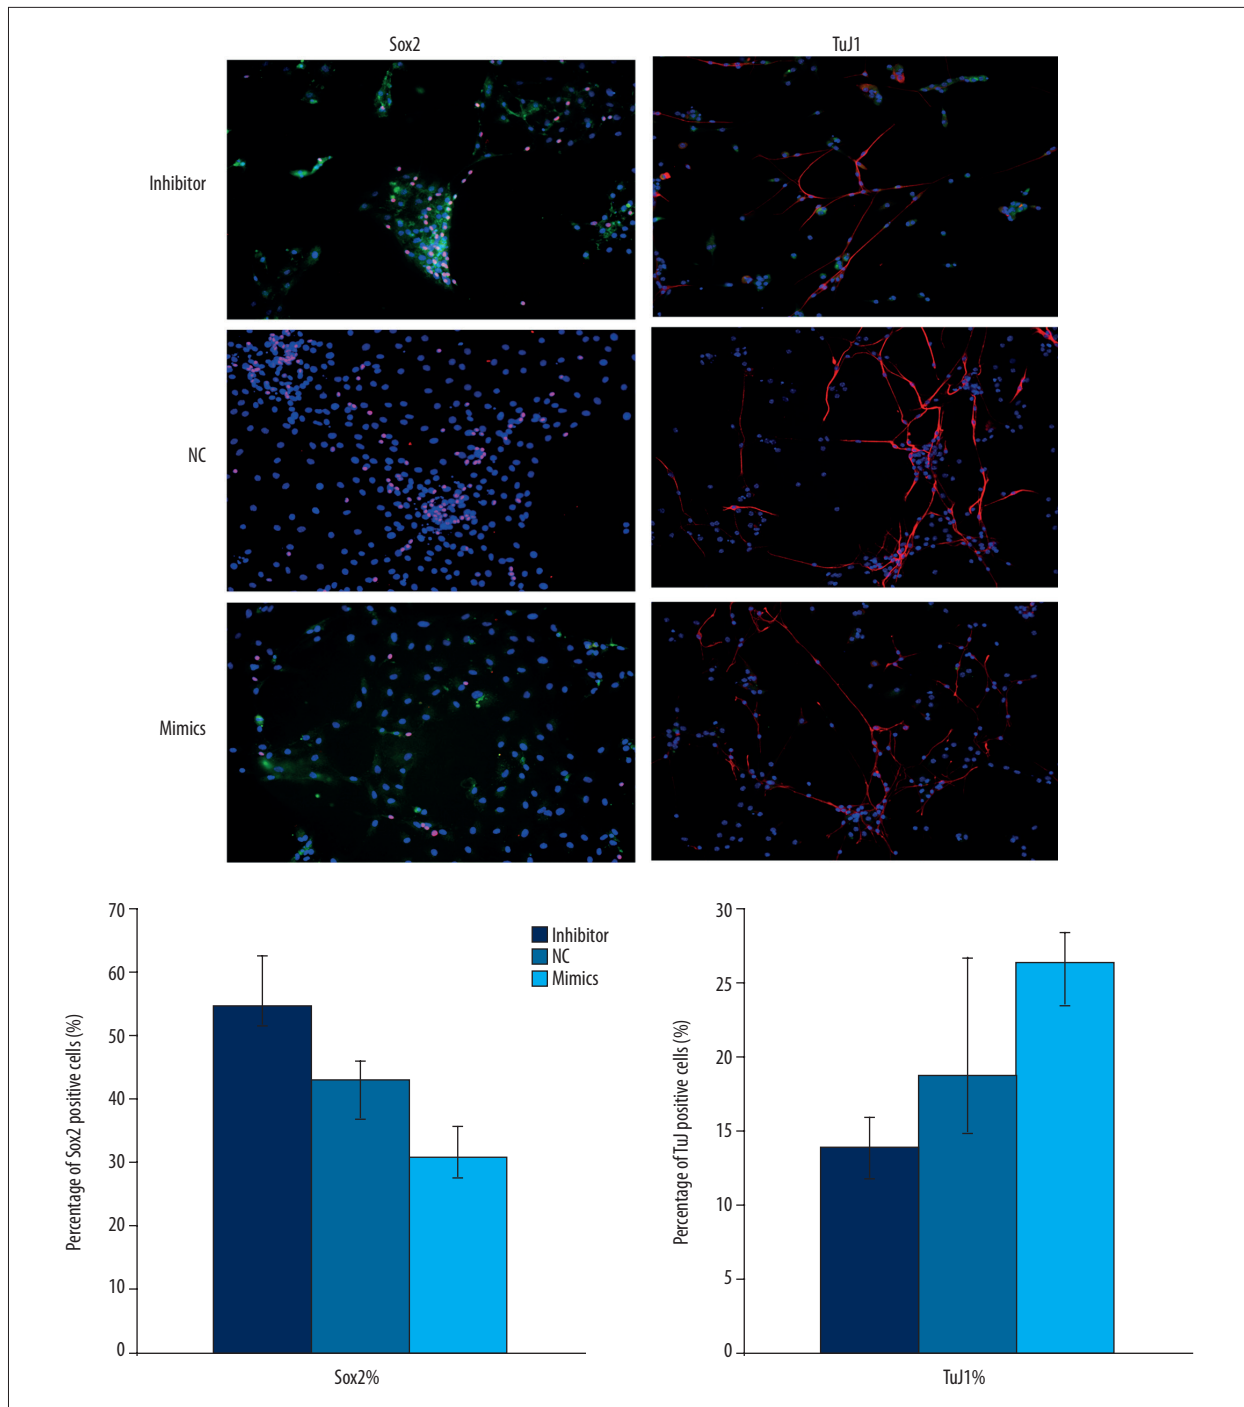 Sox2
TuJ1
Inhibitor
NC
Mimics
70
60
50
40
30
20
10
0
Percentage of Sox2 positive cells (%)
Sox2%
Inhibitor
NC
Mimics
30
25
20
15
10
5
0
Percentage of TuJ positive cells (%)
TuJ1%